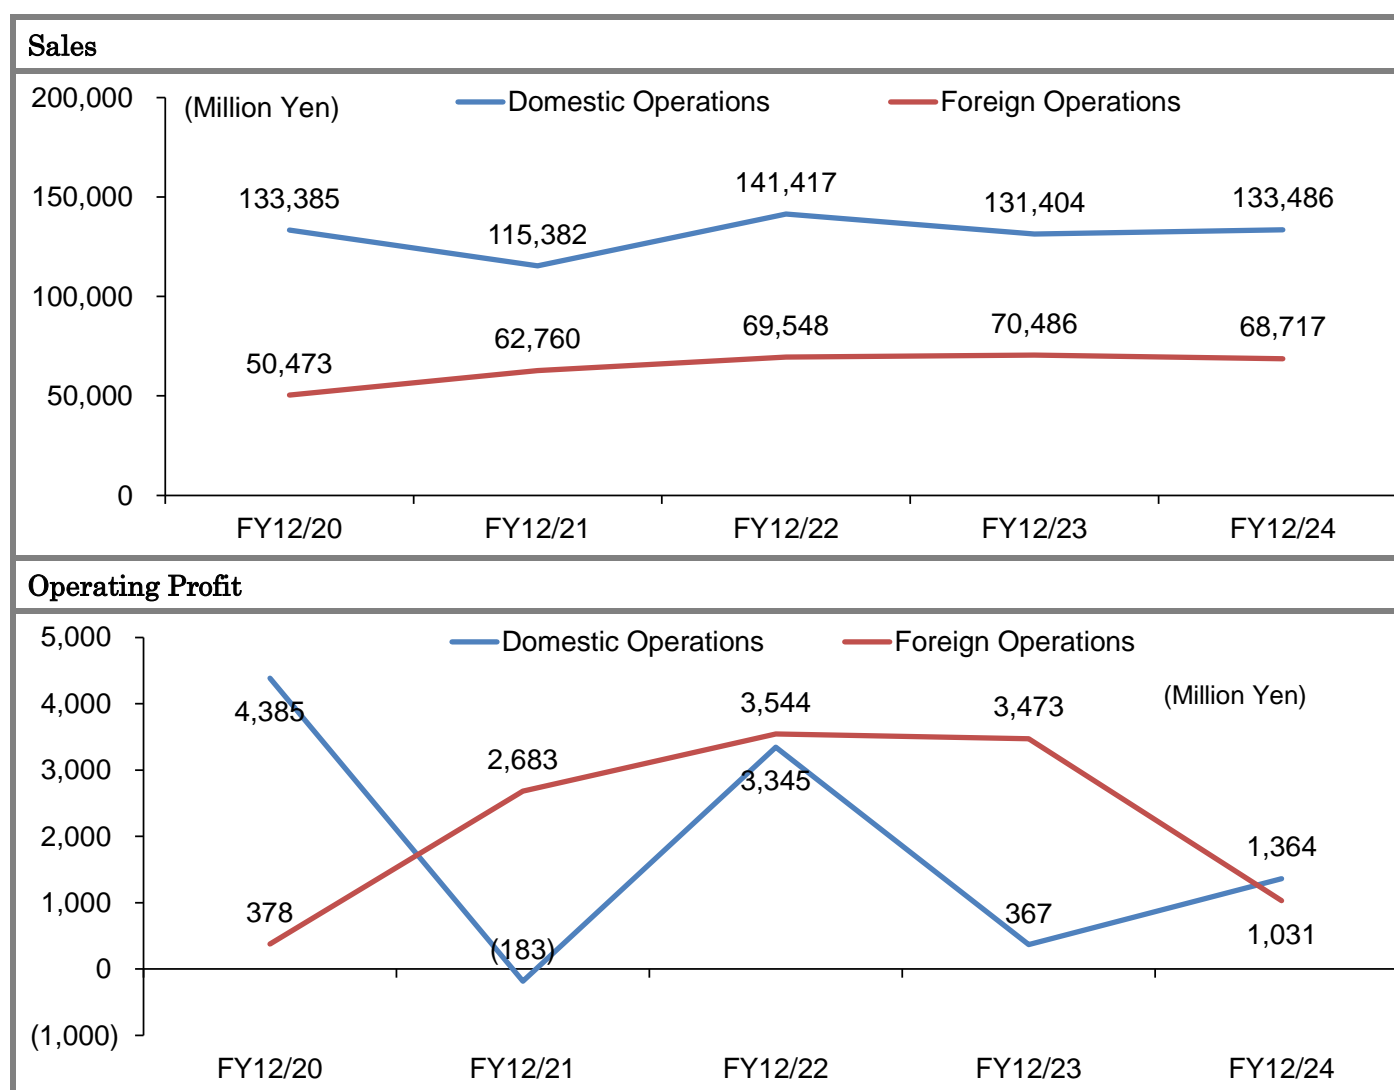 Sales
200,000 (Million Yen) Domestic Operations Foreign Operations
150,000
133,385 115,382 141,417 131,404 133,486
100,000
50,473 62,760 69,548 70,486 68,717
50,000
0
FY12/20 FY12/21 FY12/22 FY12/23 FY12/24
Operating Profit
5,000 Domestic Operations Foreign Operations
(Million Yen)
4,000
4,385 (183) 3,345 367 1,364
3,000
378 2,683 3,544 3,473 1,031
2,000
1,000
0
(1,000)
FY12/20 FY12/21 FY12/22 FY12/23 FY12/24